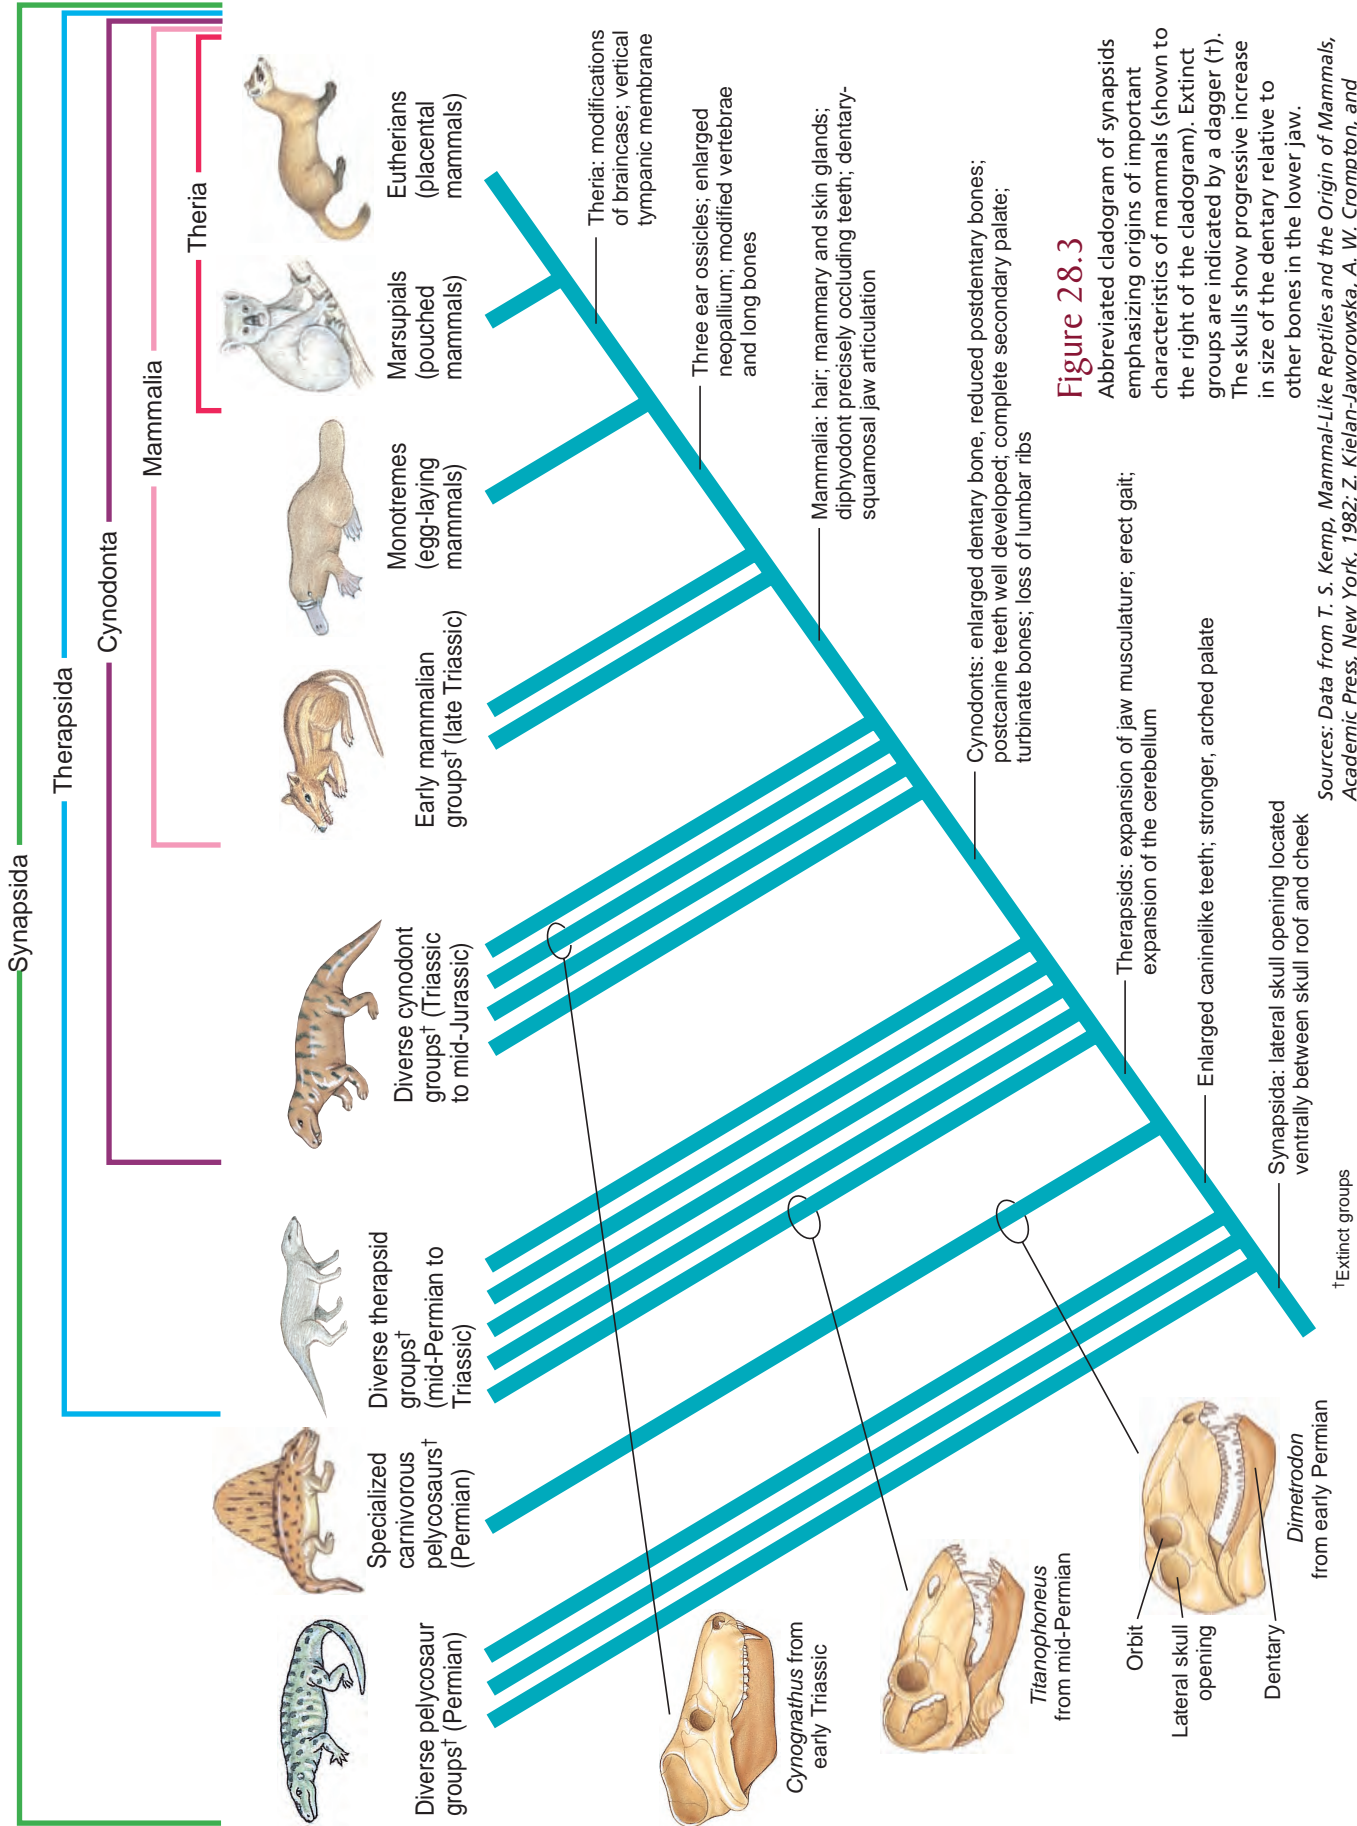 Synapsida
Therapsida
Cynodonta
Mammalia
Theria
Diverse pelycosaur
groups† (Permian)
Specialized
carnivorous
pelycosaurs†
(Permian)
Diverse therapsid
groups†
(mid-Permian to
Triassic)
Diverse cynodont
groups† (Triassic
to mid-Jurassic)
Early mammalian
groups† (late Triassic)
Monotremes
(egg-laying
mammals)
Marsupials
(pouched
mammals)
Eutherians
(placental
mammals)
Theria: modifications
of braincase; vertical
tympanic membrane
Three ear ossicles; enlarged
neopallium; modified vertebrae
and long bones
Mammalia: hair; mammary and skin glands;
diphyodont precisely occluding teeth; dentary-
squamosal jaw articulation
Cynodonts: enlarged dentary bone, reduced postdentary bones;
postcanine teeth well developed; complete secondary palate;
turbinate bones; loss of lumbar ribs
Therapsids: expansion of jaw musculature; erect gait;
expansion of the cerebellum
Enlarged caninelike teeth; stronger, arched palate
Synapsida: lateral skull opening located
ventrally between skull roof and cheek
Cynognathus from
early Triassic
Titanophoneus
from mid-Permian
Orbit
Lateral skull
opening
Dentary
Dimetrodon
from early Permian
†Extinct groups
Figure 28.3
Abbreviated cladogram of synapsids
emphasizing origins of important
characteristics of mammals (shown to
the right of the cladogram). Extinct
groups are indicated by a dagger (†).
The skulls show progressive increase
in size of the dentary relative to
other bones in the lower jaw.
Sources: Data from T. S. Kemp, Mammal-Like Reptiles and the Origin of Mammals,
Academic Press, New York, 1982; Z. Kielan-Jaworowska, A. W. Crompton, and